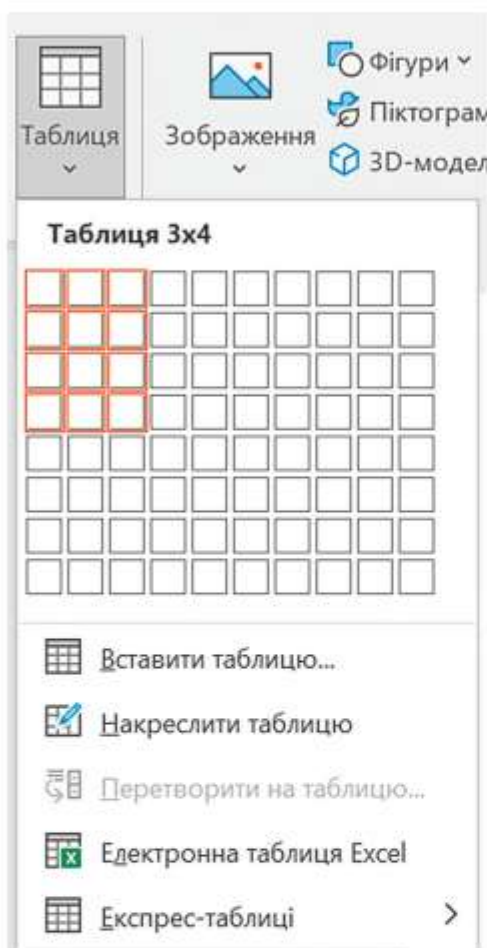 Таблиця
Зображення
Фігури
Піктограм
3D-модел
Таблиця 3x4
Вставити таблицю...
Накреслити таблицю
Перетворити на таблицю...
Електронна таблиця Excel
Експрес-таблиці